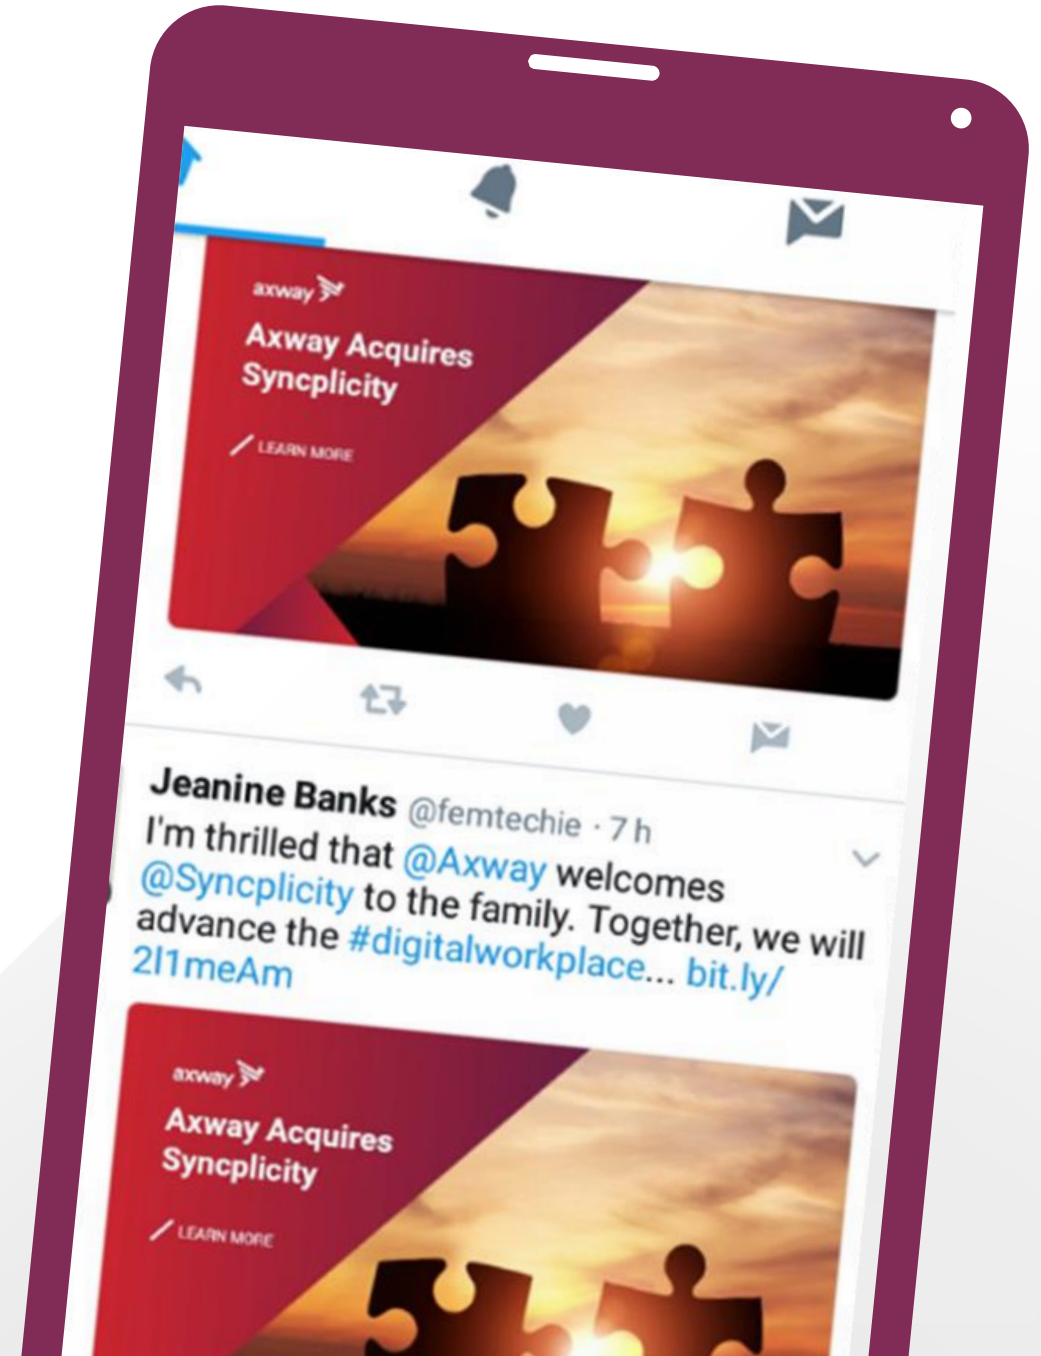 axway
Axway Acquires
Syncplicity
LEARN MORE
Jeanine Banks @femtechie · 7 h
I'm thrilled that @Axway welcomes
@Syncplicity to the family. Together, we will
advance the #digitalworkplace... bit.ly/
2l1meAm
axway
Axway Acquires
Syncplicity
LEARN MORE